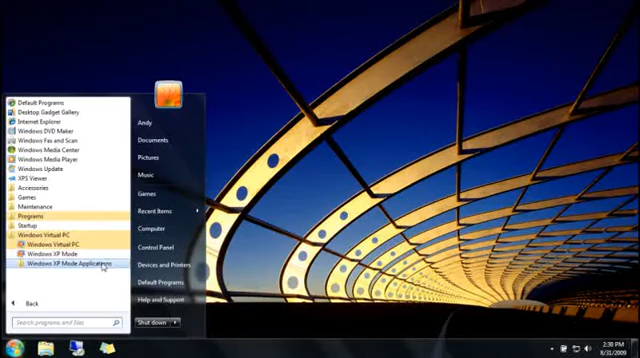 Default Programs
Desktop Gadget Gallery
Internet Explorer
Windows DVD Maker
Windows Fax and Scan
Windows Media Center
Windows Media Player
Windows Update
XPS Viewer
Accessories
Games
Maintenance
Programs
Startup
Windows Virtual PC
Windows Virtual PC
Windows XP Mode
Windows XP Mode Applications
Back
Search programs and files
Andy
Documents
Pictures
Music
Games
Recent Items
Computer
Control Panel
Devices and Printers
Default Programs
Help and Support
Shut down
2:30 PM
8/31/2009